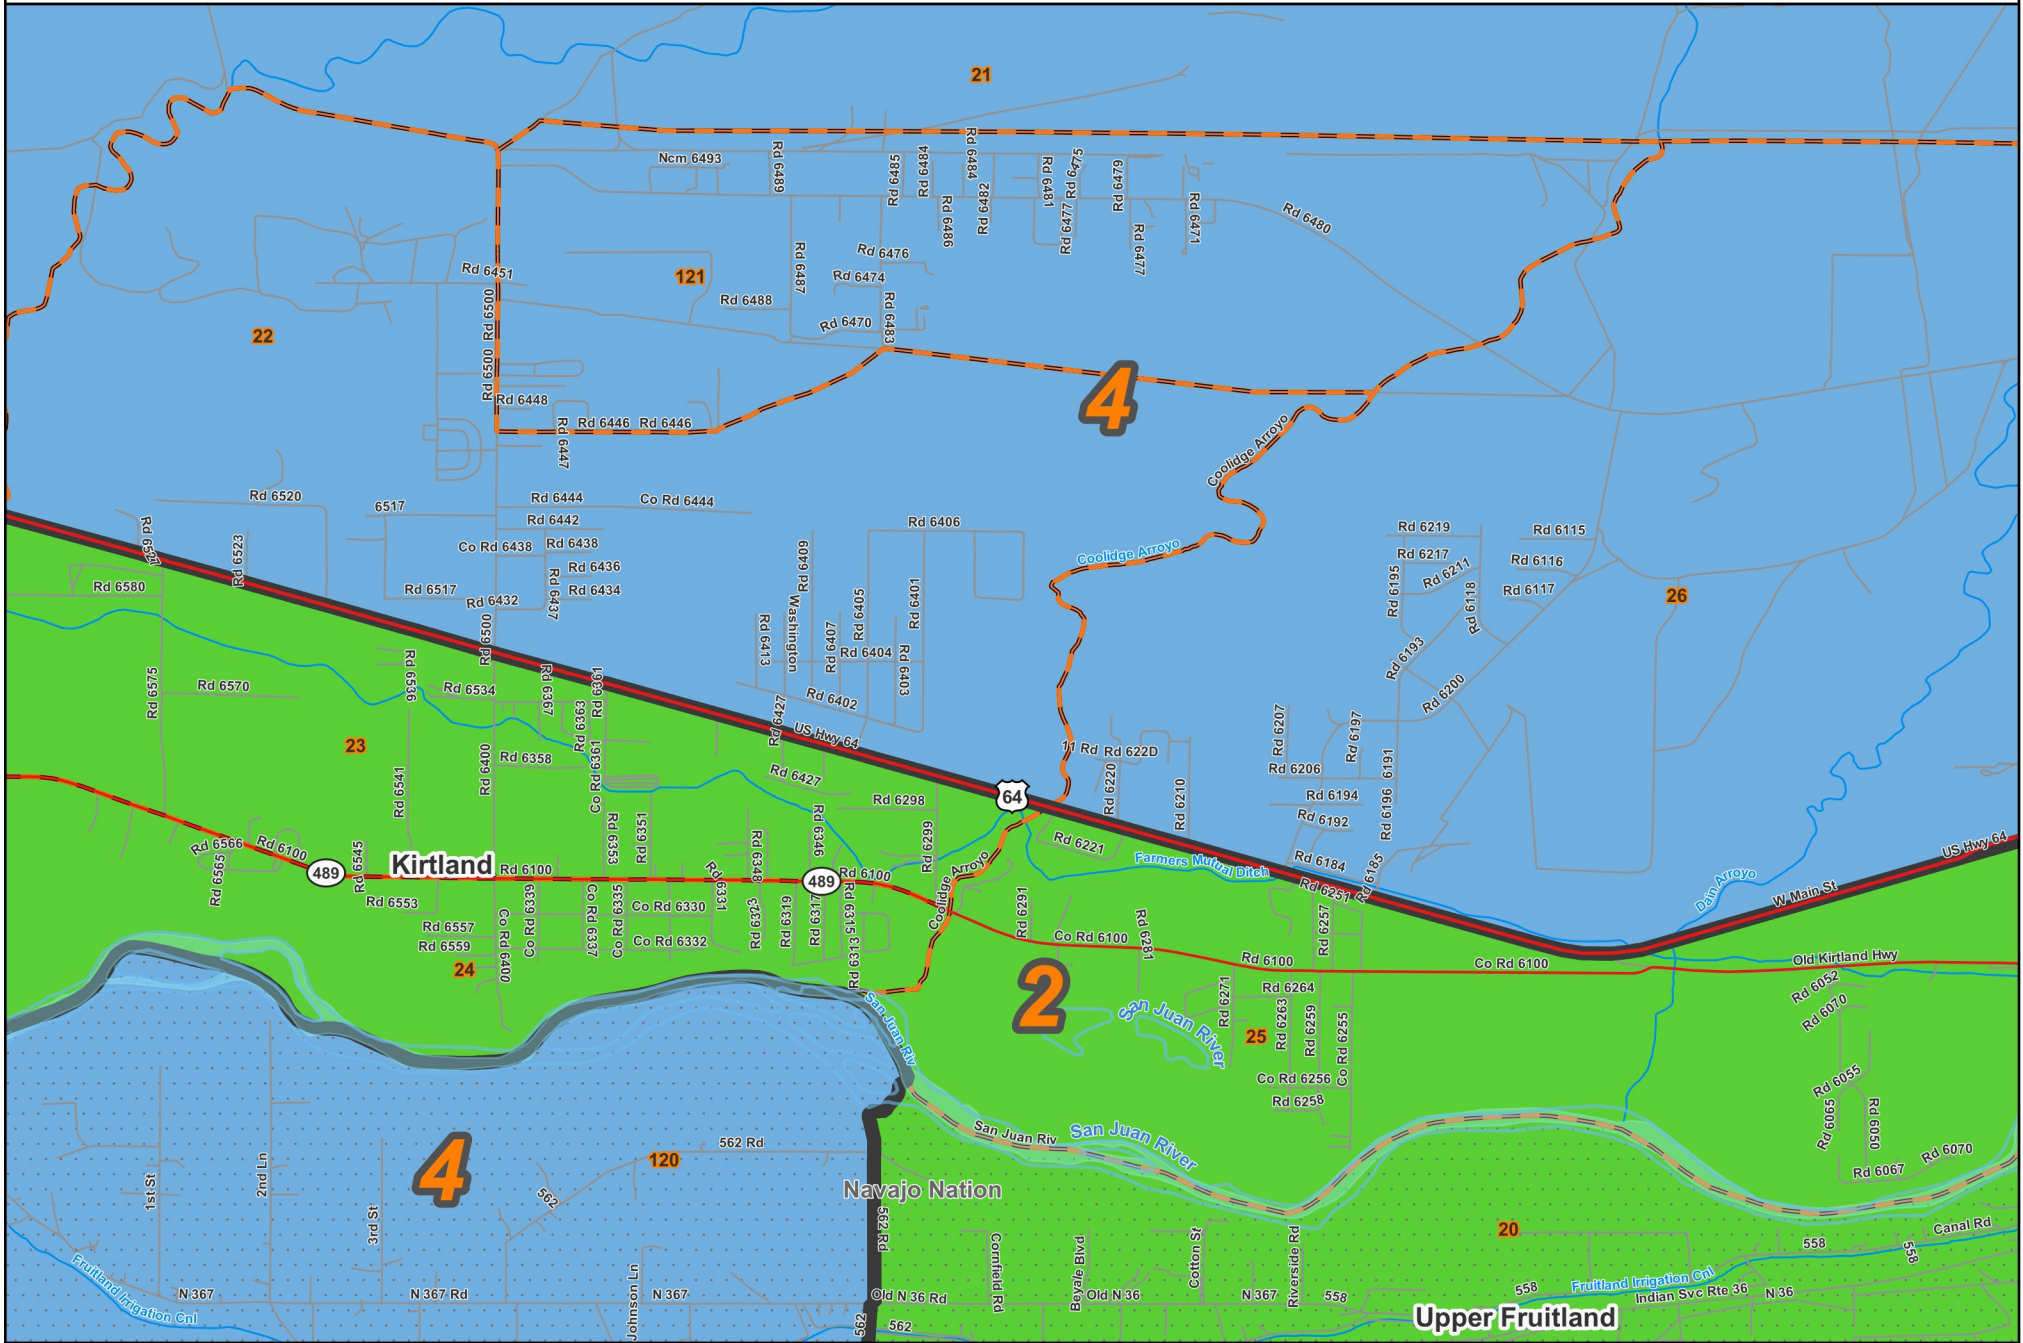 21
Ncm 6493
Rd 6489
Rd 6485
Rd 6484
Rd 6484
Rd 6482
Rd 6486
Rd 6481
Rd 6475
Rd 6477
Rd 6479
Rd 6477
Rd 6471
Rd 6480
Rd 6476
Rd 6474
Rd 6487
Rd 6488
Rd 6470
Rd 6483
121
Rd 6451
Rd 6500
Rd 6500
22
Rd 6448
Rd 6446
Rd 6446
Rd 6447
4
Coolidge Arroyo
Coolidge Arroyo
Rd 6520
6517
Rd 6444
Co Rd 6444
Rd 6442
Co Rd 6438
Rd 6438
Rd 6436
Rd 6434
Rd 6437
Rd 6517
Rd 6432
Rd 6500
Rd 6527
Rd 6523
Rd 6580
Rd 6406
Rd 6409
Washington
Rd 6413
Rd 6407
Rd 6405
Rd 6401
Rd 6404
Rd 6403
Rd 6402
Rd 6427
US Hwy 64
Rd 6219
Rd 6217
Rd 6211
Rd 6195
Rd 6118
Rd 6115
Rd 6116
Rd 6117
26
Rd 6193
Rd 6200
Rd 6575
Rd 6570
Rd 6536
Rd 6534
Rd 6367
Rd 6363
Rd 6361
23
Rd 6400
Rd 6358
Co Rd 6361
Rd 6541
Rd 6427
64
11 Rd
Rd 622D
Rd 6220
Rd 6210
Rd 6207
Rd 6197
Rd 6206
Rd 6191
Rd 6194
Rd 6196
Rd 6192
Rd 6184
Rd 6185
Rd 6298
Rd 6299
Rd 6221
Farmers Mutual Ditch
Rd 6251
Rd 6566
Rd 6100
Rd 6565
489
Rd 6545
Kirtland
Rd 6100
Rd 6353
Rd 6351
Rd 6348
Rd 6346
Rd 6331
489
Rd 6100
Coolidge Arroyo
Rd 6553
Rd 6557
Rd 6559
24
Co Rd 6400
Co Rd 6339
Co Rd 6337
Co Rd 6335
Co Rd 6330
Co Rd 6332
Rd 6323
Rd 6319
Rd 6317
Rd 6315
Rd 6313
Rd 6291
Co Rd 6100
Rd 6281
Rd 6257
Rd 6100
Co Rd 6100
Dain Arroyo
W Main St
US Hwy 64
Old Kirtland Hwy
Rd 6052
Rd 6070
2
San Juan Riv
San Juan River
Rd 6264
Rd 6271
25
Rd 6263
Rd 6259
Co Rd 6255
Co Rd 6256
Rd 6258
Rd 6055
Rd 6065
Rd 6050
Rd 6070
Rd 6067
San Juan Riv
San Juan River
4
120
562 Rd
562
1st St
2nd Ln
3rd St
Navajo Nation
562 Rd
20
Cornfield Rd
Beyale Blvd
Cotton St
Riverside Rd
Canal Rd
558
558
Fruitland Irrigation Cnl
N 367
N 367 Rd
Johnson Ln
N 367
Old N 36 Rd
Old N 36
N 367
558
558
Fruitland Irrigation Cnl
Indian Svc Rte 36
N 36
562
562
Upper Fruitland